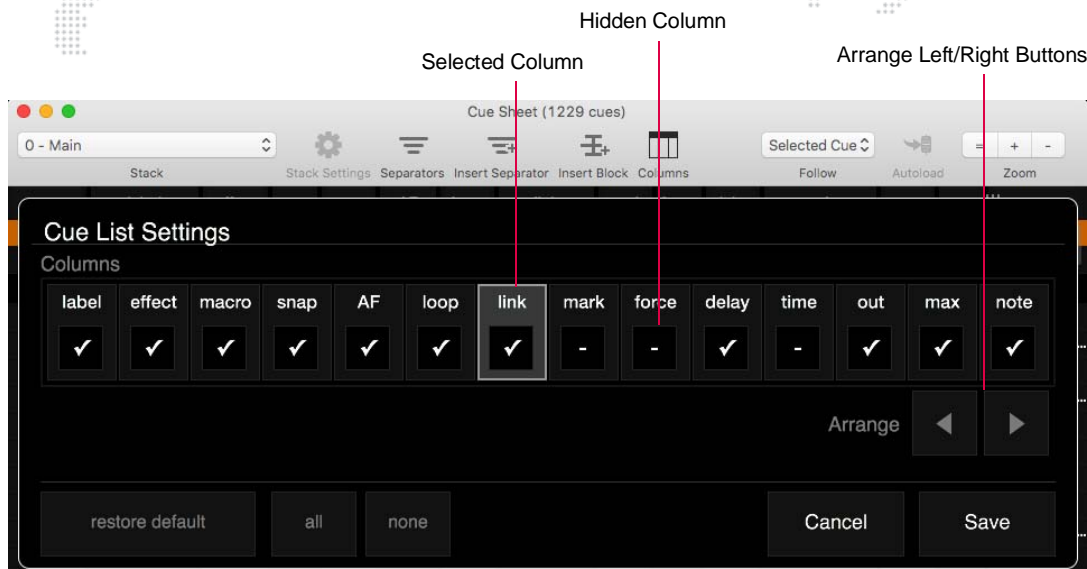 Hidden Column
Selected Column
Arrange Left/Right Buttons
Cue Sheet (1229 cues)
0 - Main
Selected Cue
= + -
Stack
Stack Settings
Separators
Insert Separator
Insert Block
Columns
Follow
Autoload
Zoom
Cue List Settings
Columns
label effect macro snap AF loop link mark force delay time out max note
- - -
Arrange
restore default
all
none
Cancel
Save